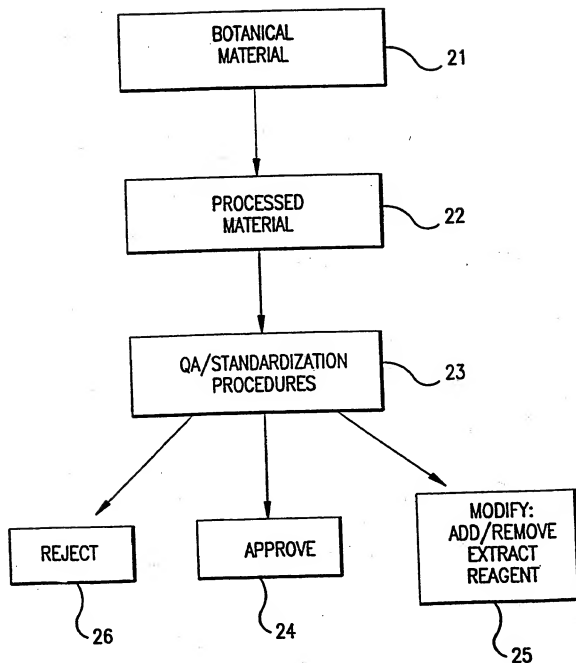 BOTANICAL
MATERIAL
21
PROCESSED
MATERIAL
22
QA/STANDARDIZATION
PROCEDURES
23
REJECT
26
APPROVE
24
MODIFY:
ADD/REMOVE
EXTRACT
REAGENT
25